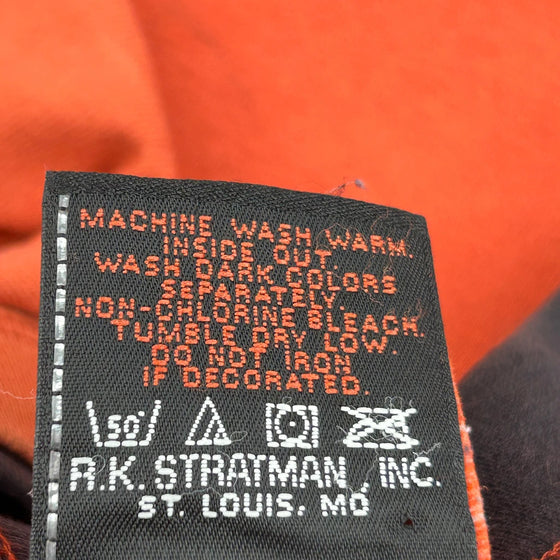 MACHINE WASH WARM.
INSIDE OUT.
WASH DARK COLORS
SEPARATELY.
NON-CHLORINE BLEACH.
TUMBLE DRY LOW.
DO NOT IRON
IF DECORATED.
50°
R.K. STRATMAN, INC.
ST. LOUIS, MO